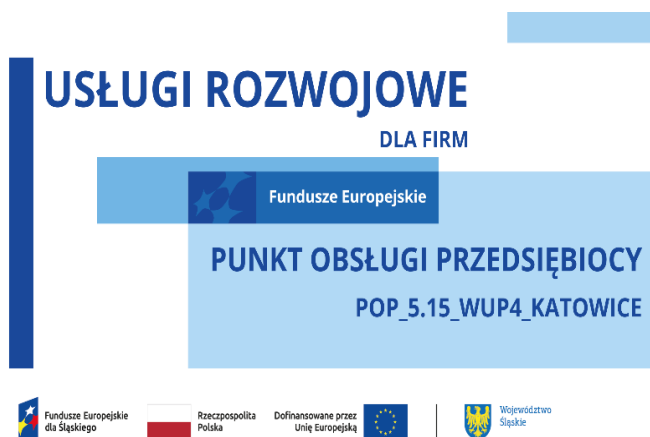 USŁUGI ROZWOJOWE
DLA FIRM
Fundusze Europejskie
PUNKT OBSŁUGI PRZEDSIĘBIOCY
POP_5.15_WUP4_KATOWICE
Fundusze Europejskie
dla Śląskiego
Rzeczpospolita
Polska
Dofinansowane przez
Unię Europejską
Województwo
Śląskie